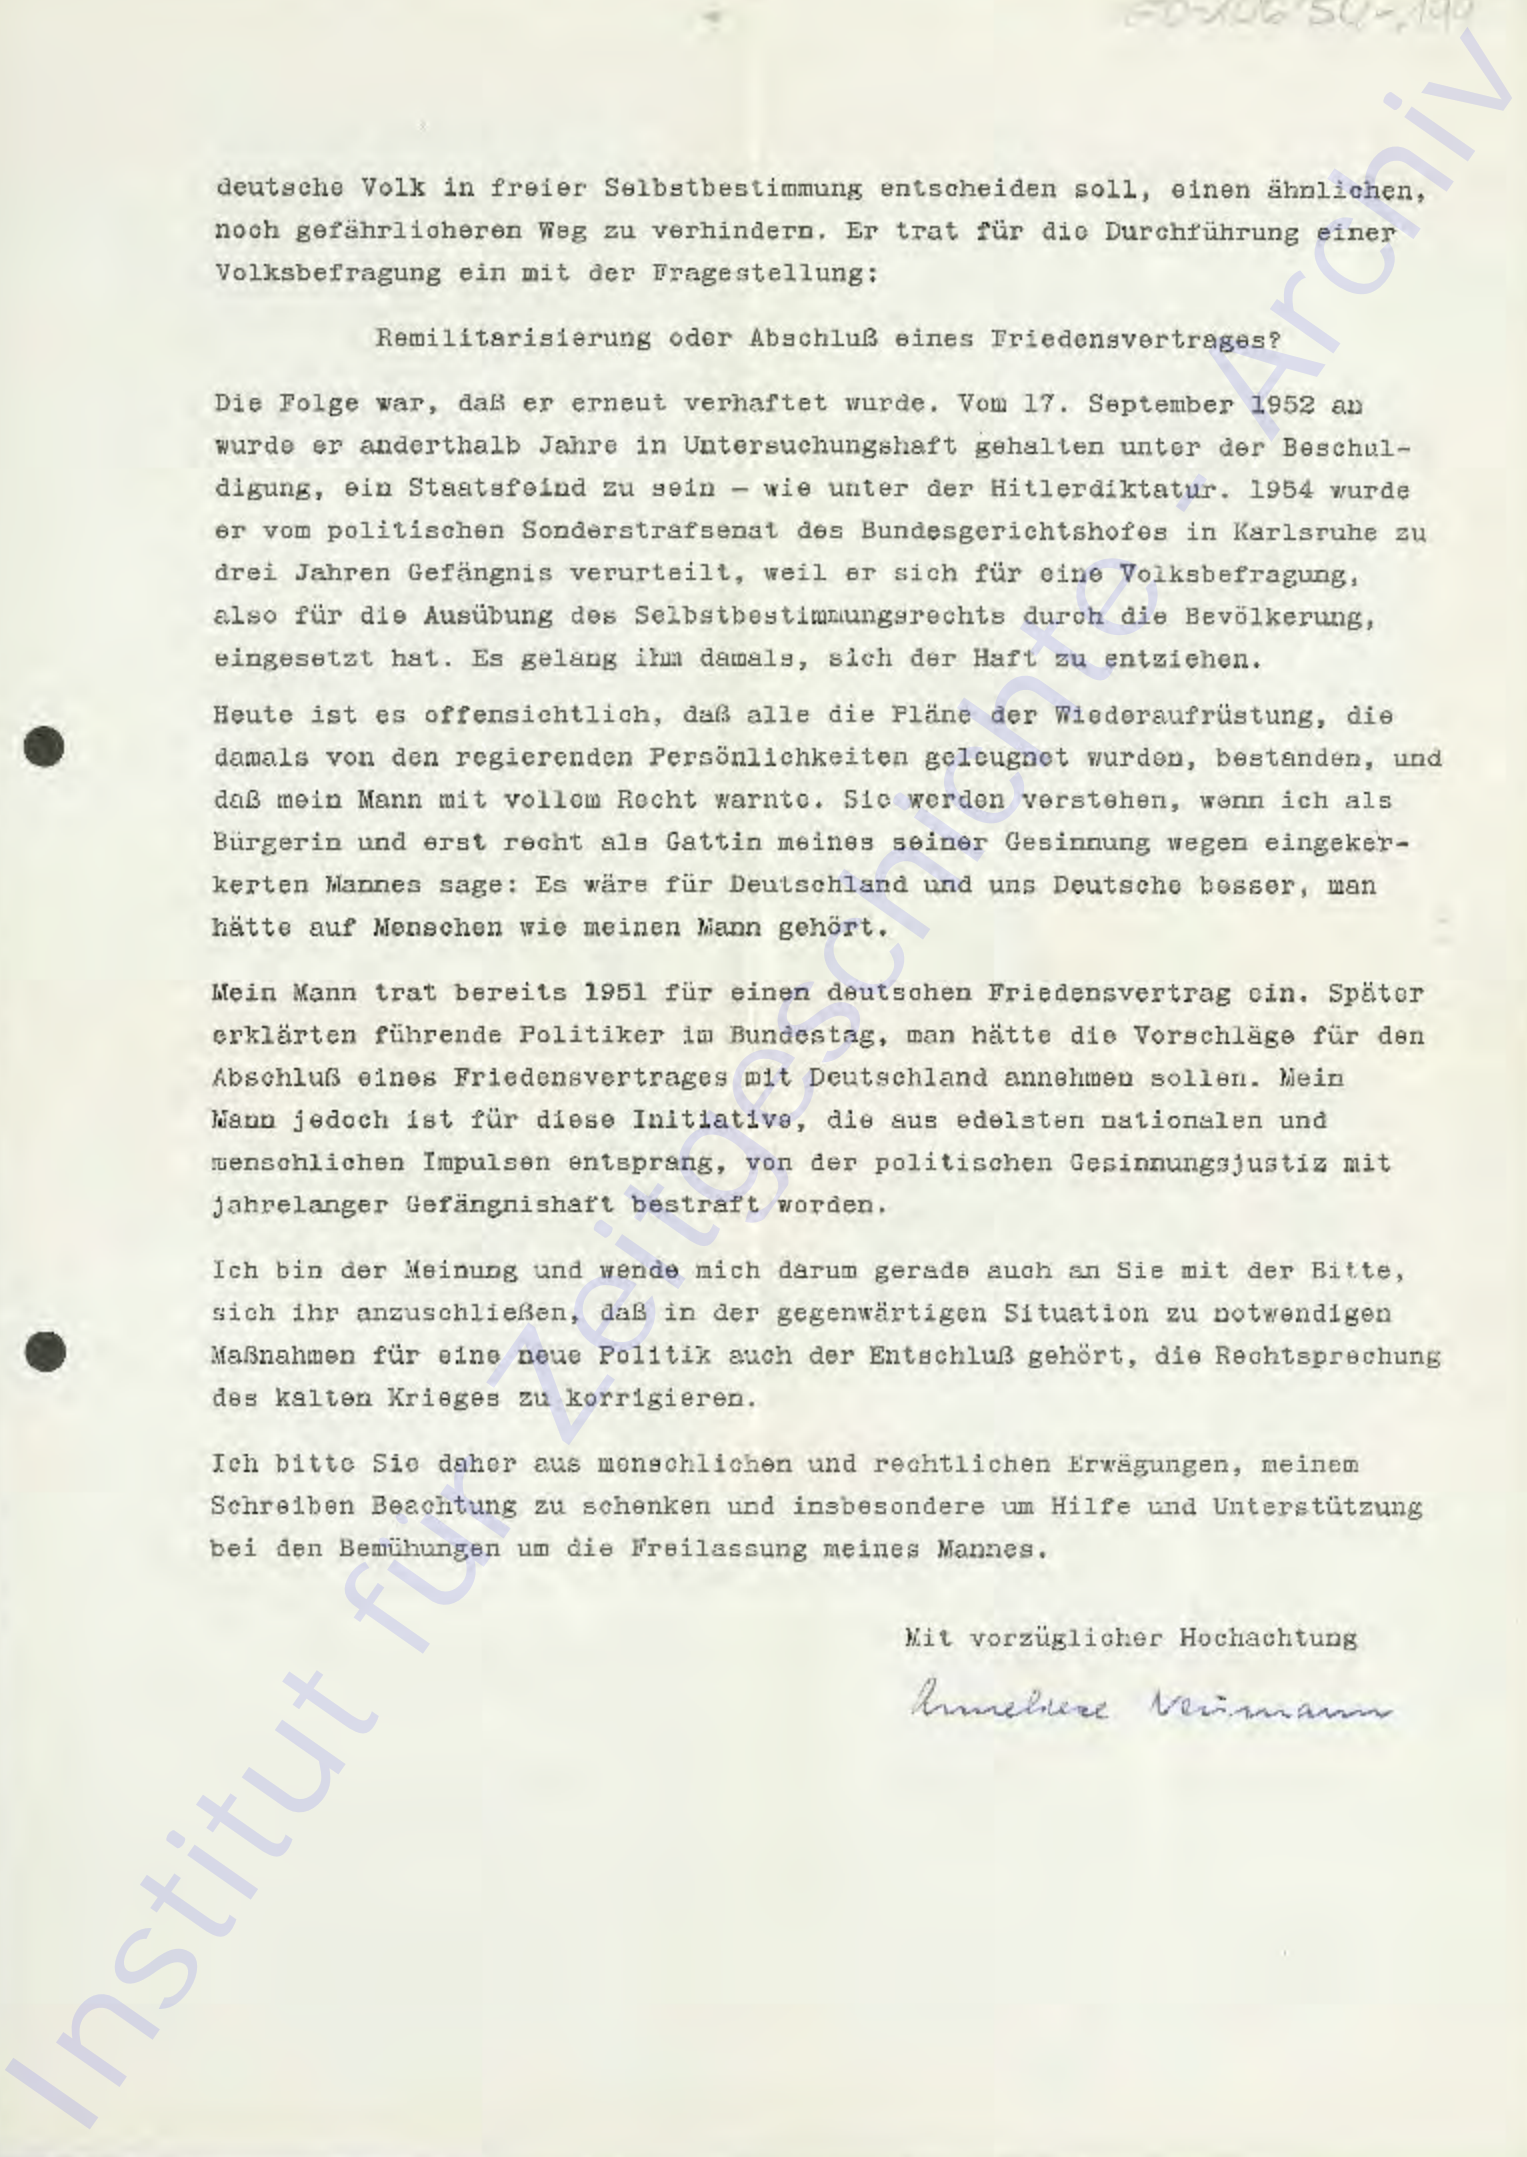 deutsche Volk in freier Selbstbestimmung entscheiden soll, einen ähnlichen,
noch gefährlicheren Weg zu verhindern. Er trat für die Durchführung einer
Volksbefragung ein mit der Fragestellung:
Remilitarisierung oder Abschluß eines Friedensvertrages?
Die Folge war, daß er erneut verhaftet wurde. Vom 17. September 1952 an
wurde er anderthalb Jahre in Untersuchungshaft gehalten unter der Beschul-
digung, ein Staatsfeind zu sein – wie unter der Hitlerdiktatur. 1954 wurde
er vom politischen Sonderstrafsenat des Bundesgerichtshofes in Karlsruhe zu
drei Jahren Gefängnis verurteilt, weil er sich für eine Volksbefragung,
also für die Ausübung des Selbstbestimmungsrechts durch die Bevölkerung,
eingesetzt hat. Es gelang ihm damals, sich der Haft zu entziehen.
Heute ist es offensichtlich, daß alle die Pläne der Wiederaufrüstung, die
damals von den regierenden Persönlichkeiten geleugnet wurden, bestanden, und
daß mein Mann mit vollem Recht warnte. Sie werden verstehen, wenn ich als
Bürgerin und erst recht als Gattin meines seiner Gesinnung wegen eingeker-
kerten Mannes sage: Es wäre für Deutschland und uns Deutsche besser, man
hätte auf Menschen wie meinen Mann gehört.
Mein Mann trat bereits 1951 für einen deutschen Friedensvertrag ein. Später
erklärten führende Politiker im Bundestag, man hätte die Vorschläge für den
Abschluß eines Friedensvertrages mit Deutschland annehmen sollen. Mein
Mann jedoch ist für diese Initiative, die aus edelsten nationalen und
menschlichen Impulsen entsprang, von der politischen Gesinnungsjustiz mit
jahrelanger Gefängnishaft bestraft worden.
Ich bin der Meinung und wende mich darum gerade auch an Sie mit der Bitte,
sich ihr anzuschließen, daß in der gegenwärtigen Situation zu notwendigen
Maßnahmen für eine neue Politik auch der Entschluß gehört, die Rechtsprechung
des kalten Krieges zu korrigieren.
Ich bitte Sie daher aus menschlichen und rechtlichen Erwägungen, meinem
Schreiben Beachtung zu schenken und insbesondere um Hilfe und Unterstützung
bei den Bemühungen um die Freilassung meines Mannes.
Mit vorzüglicher Hochachtung
Anneliese Neumann
Institut für Zeitgeschichte - Archiv